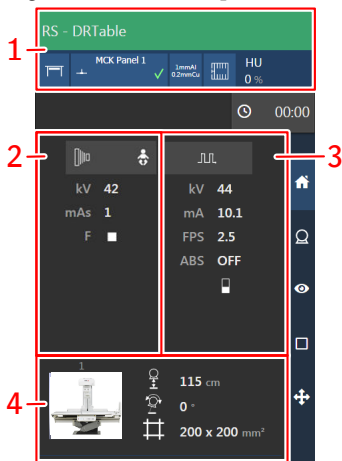 RS - DRTable
1
MCK Panel 1
1mmAl
0.2mmCu
HU
0 %
00:00
2
3
kV 42
mAs 1
F
kV 44
mA 10.1
FPS 2.5
ABS OFF
4
1
115 cm
0 °
200 x 200 mm²